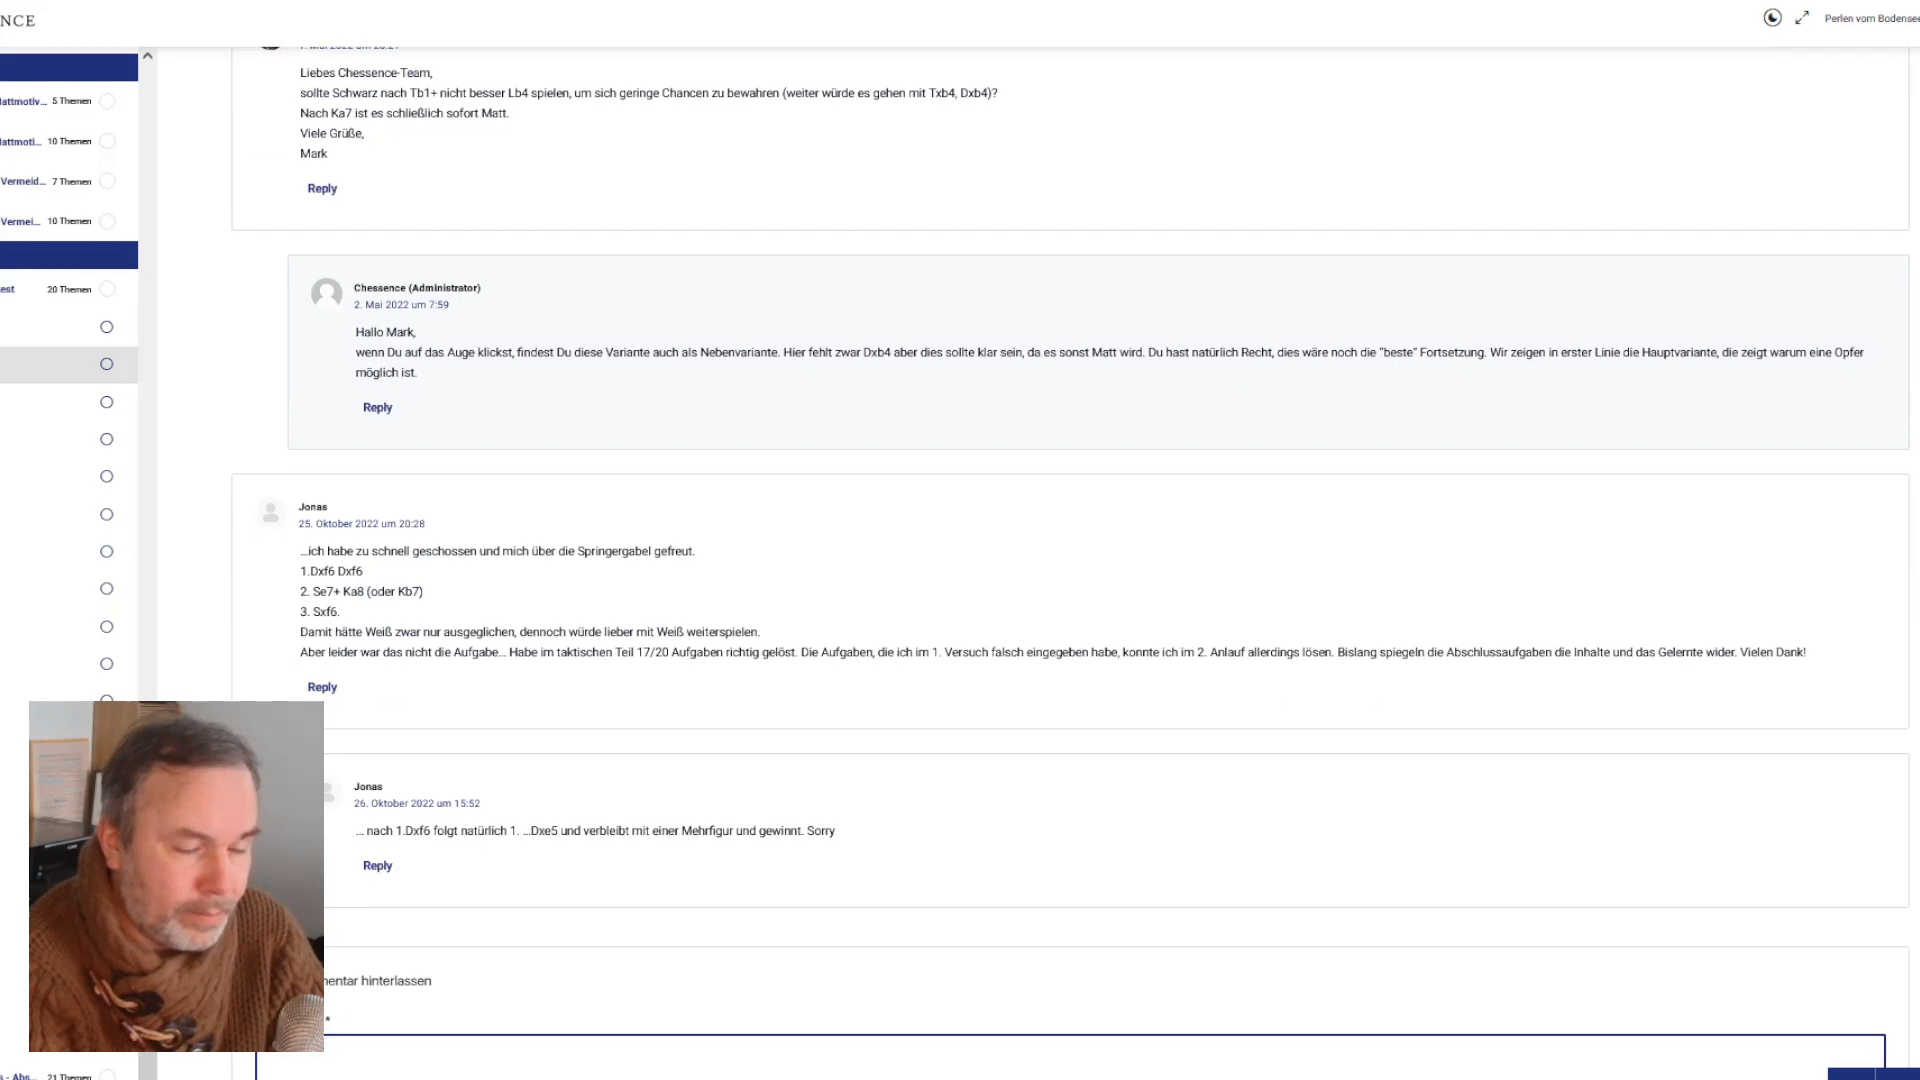 NCE
Perlen vom Bodensee
attmotiv... 5 Themen
attmoti... 10 Themen
Vermeid... 7 Themen
Vermei... 10 Themen
est 20 Themen
Liebes Chessence-Team,
sollte Schwarz nach Tb1+ nicht besser Lb4 spielen, um sich geringe Chancen zu bewahren (weiter würde es gehen mit Txb4, Dxb4)?
Nach Ka7 ist es schließlich sofort Matt.
Viele Grüße,
Mark
Reply
Chessence (Administrator)
2. Mai 2022 um 7:59
Hallo Mark,
wenn Du auf das Auge klickst, findest Du diese Variante auch als Nebenvariante. Hier fehlt zwar Dxb4 aber dies sollte klar sein, da es sonst Matt wird. Du hast natürlich Recht, dies wäre noch die "beste" Fortsetzung. Wir zeigen in erster Linie die Hauptvariante, die zeigt warum eine Opfer
möglich ist.
Reply
Jonas
25. Oktober 2022 um 20:28
...ich habe zu schnell geschossen und mich über die Springergabel gefreut.
1.Dxf6 Dxf6
2. Se7+ Ka8 (oder Kb7)
3. Sxf6.
Damit hätte Weiß zwar nur ausgeglichen, dennoch würde lieber mit Weiß weiterspielen.
Aber leider war das nicht die Aufgabe... Habe im taktischen Teil 17/20 Aufgaben richtig gelöst. Die Aufgaben, die ich im 1. Versuch falsch eingegeben habe, konnte ich im 2. Anlauf allerdings lösen. Bislang spiegeln die Abschlussaufgaben die Inhalte und das Gelernte wider. Vielen Dank!
Reply
Jonas
26. Oktober 2022 um 15:52
... nach 1.Dxf6 folgt natürlich 1. ...Dxe5 und verbleibt mit einer Mehrfigur und gewinnt. Sorry
Reply
entar hinterlassen
*
- Abs... 21 Themen